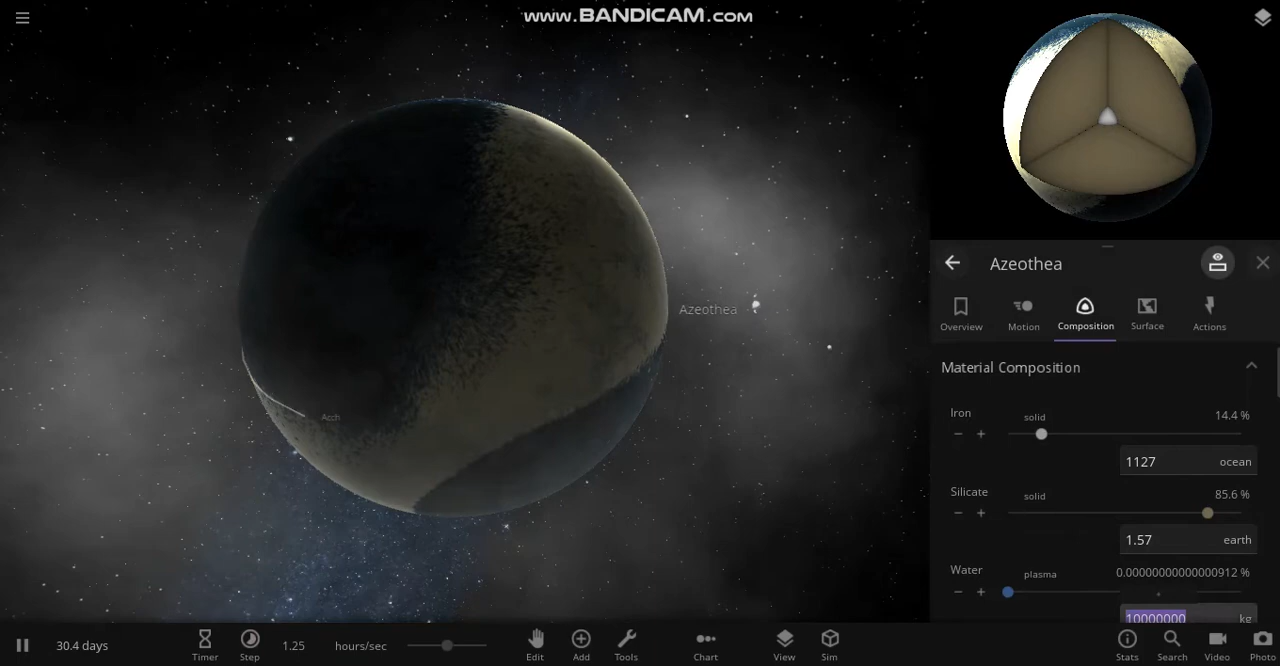 www.BANDICAM.com
Azeothea
Acch
Azeothea
Overview
Motion
Composition
Surface
Actions
Material Composition
Iron
solid
14.4 %
1127
ocean
Silicate
solid
85.6 %
1.57
earth
Water
plasma
0.00000000000000912 %
10000000
kg
30.4 days
Timer
Step
1.25
hours/sec
Edit
Add
Tools
Chart
View
Sim
Stats
Search
Video
Photo